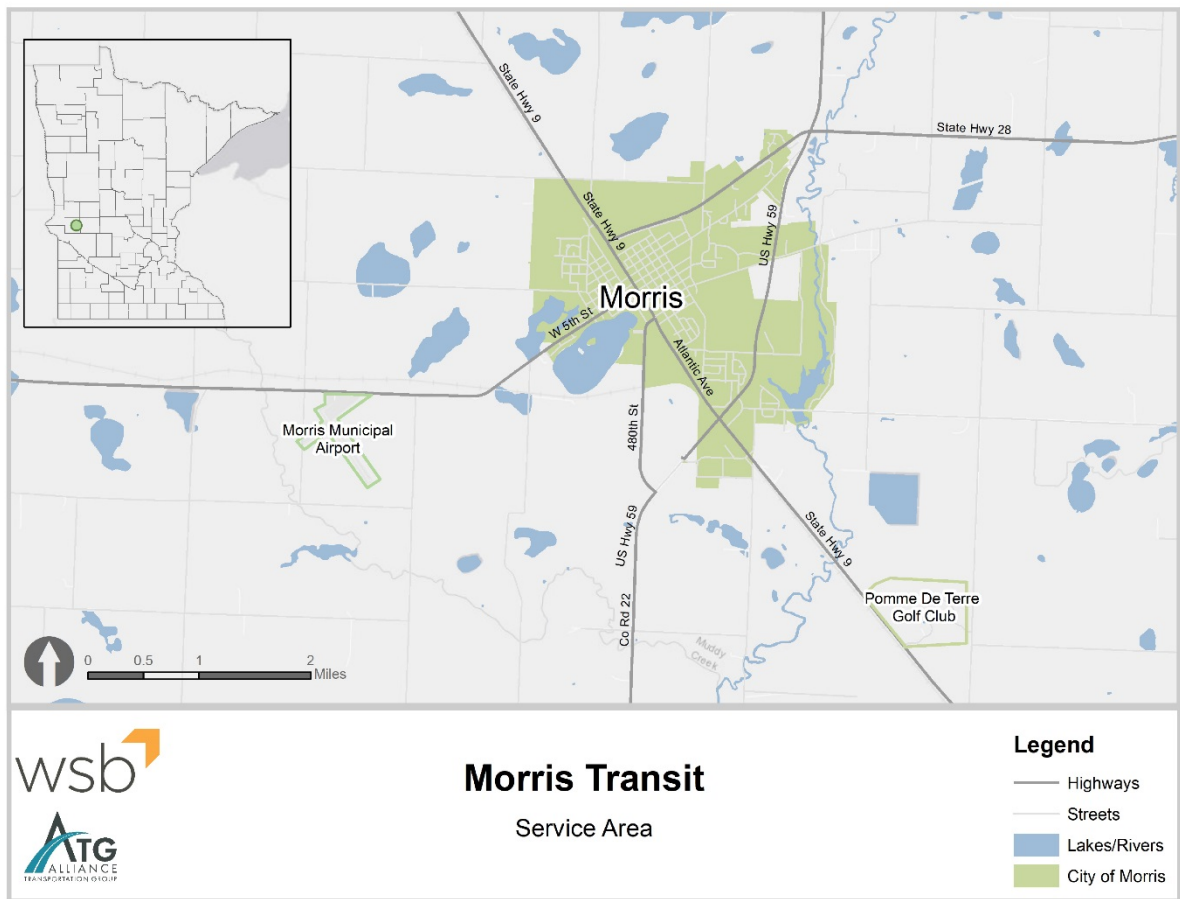 State Hwy 9
State Hwy 28
State Hwy 9
US Hwy 59
Morris
W 5th St
Atlantic Ave
480th St
Morris Municipal
Airport
US Hwy 59
State Hwy 9
Pomme De Terre
Golf Club
Co Rd 22
Muddy
Creek
0 0.5 1 2
Miles
wsb
Morris Transit
Service Area
ATG
ALLIANCE
TRANSPORTATION GROUP
Legend
Highways
Streets
Lakes/Rivers
City of Morris